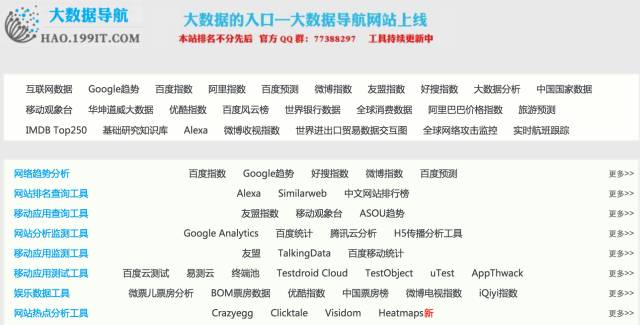 大数据导航
HAO.199IT.COM
大数据的入口—大数据导航网站上线
本站排名不分先后 官方 QQ 群：77388297 工具持续更新中
互联网数据 Google趋势 百度指数 阿里指数 百度预测 微博指数 友盟指数 好搜指数 大数据分析 中国国家数据
移动观象台 华坤道威大数据 优酷指数 百度风云榜 世界银行数据 全球消费数据 阿里巴巴价格指数 旅游预测
IMDB Top250 基础研究知识库 Alexa 微博收视指数 世界进出口贸易数据交互图 全球网络攻击监控 实时航班跟踪
网络趋势分析 百度指数 Google趋势 好搜指数 微博指数 百度预测 更多>>
网站排名查询工具 Alexa Similarweb 中文网站排行榜 更多>>
移动应用查询工具 友盟指数 移动观象台 ASOU趋势 更多>>
网站分析监测工具 Google Analytics 百度统计 腾讯云分析 H5传播分析工具 更多>>
移动应用监测工具 友盟 TalkingData 百度移动统计 更多>>
移动应用测试工具 百度云测试 易测云 终端池 Testdroid Cloud TestObject uTest AppThwack 更多>>
娱乐数据工具 微票儿票房分析 BOM票房数据 优酷指数 中国票房榜 微博电视指数 iQiyi指数 更多>>
网站热点分析工具 Crazyegg Clicktale Visidom Heatmaps新 更多>>